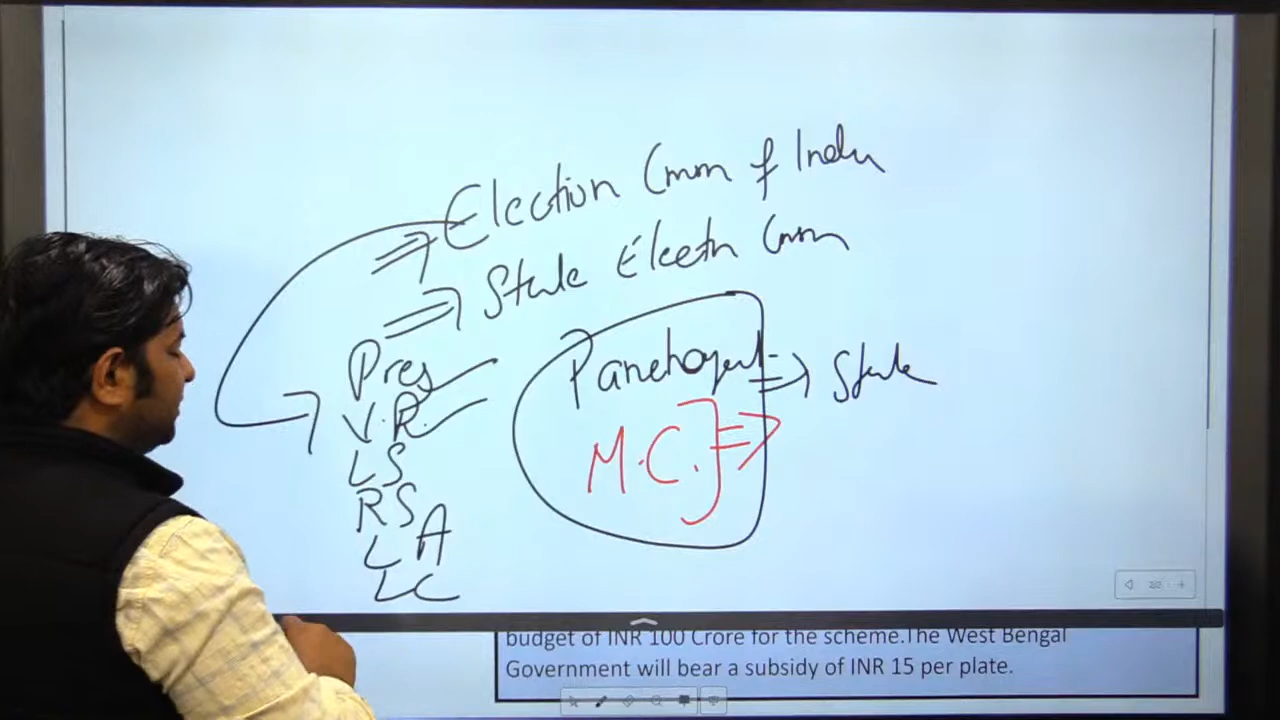 Election Comm of India
State Election Comm
Pres
V.P.
LS
RS
LA
LC
Panchayat
State
M.C.
budget of INR 100 Crore for the scheme.The West Bengal
Government will bear a subsidy of INR 15 per plate.